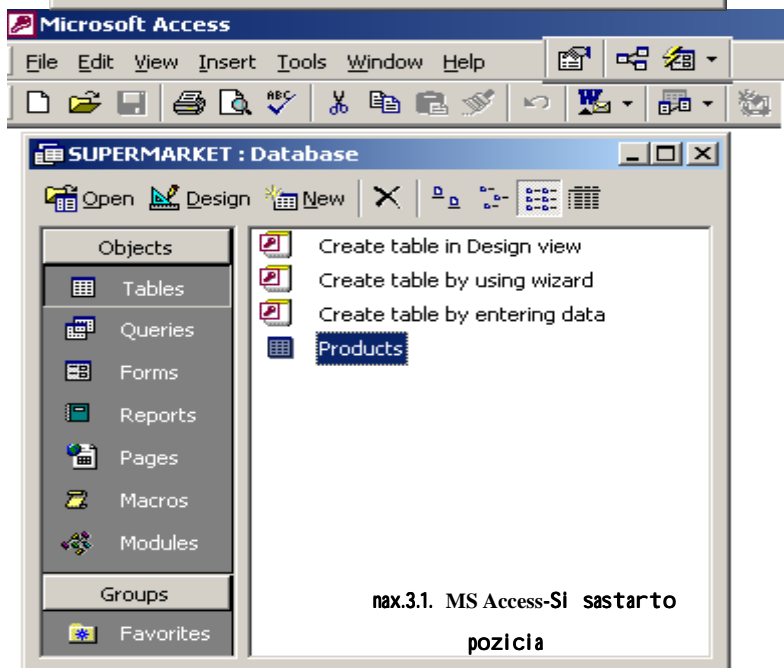 Microsoft Access
File Edit View Insert Tools Window Help
SUPERMARKET : Database
Open Design New
Objects
Tables
Queries
Forms
Reports
Pages
Macros
Modules
Groups
Favorites
Create table in Design view
Create table by using wizard
Create table by entering data
Products
nax.3.1. MS Access-Si sastarto
pozicia